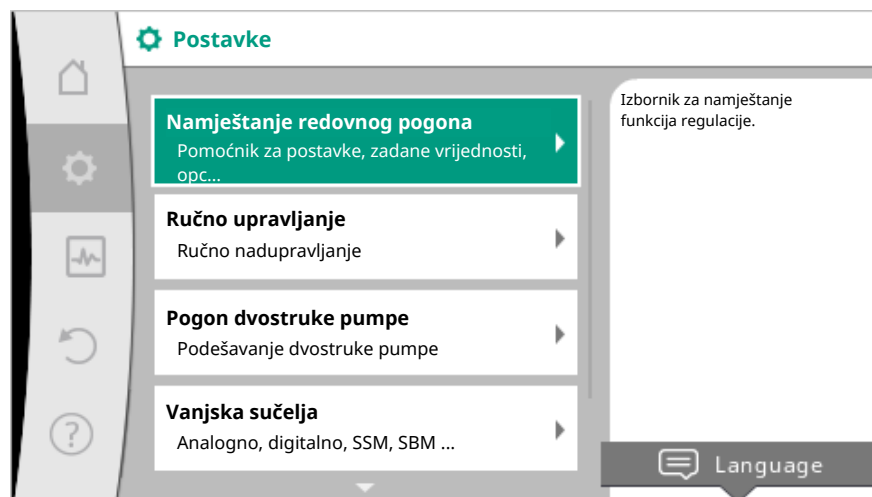 Postavke
Namještanje redovnog pogona
Pomoćnik za postavke, zadane vrijednosti,
opc...
Ručno upravljanje
Ručno nadupravljanje
Pogon dvostruke pumpe
Podešavanje dvostruke pumpe
Vanjska sučelja
Analogno, digitalno, SSM, SBM ...
Izbornik za namještanje
funkcija regulacije.
Language